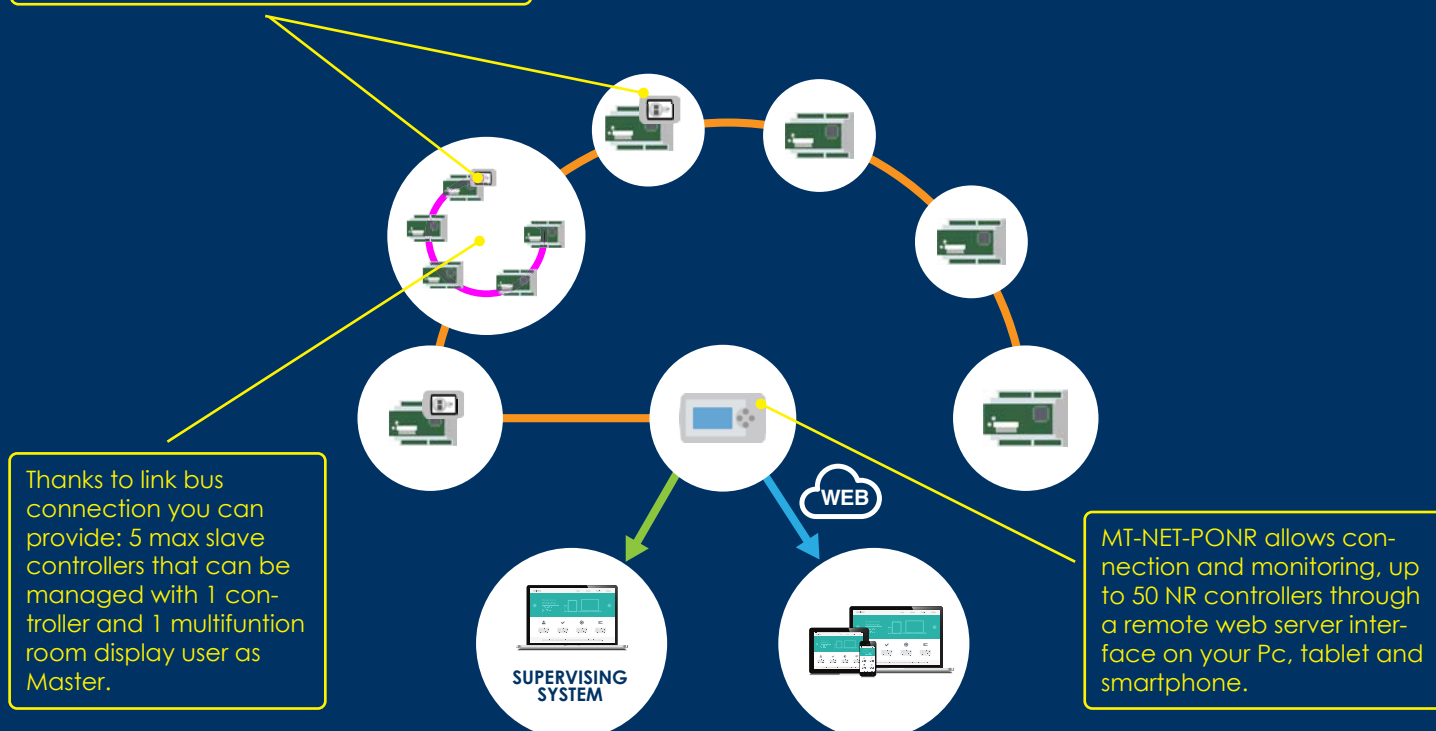 WEB
Thanks to link bus
connection you can
provide: 5 max slave
controllers that can be
managed with 1 con-
troller and 1 multifuntion
room display user as
Master.
MT-NET-PONR allows con-
nection and monitoring, up
to 50 NR controllers through
a remote web server inter-
face on your Pc, tablet and
smartphone.
SUPERVISING
SYSTEM